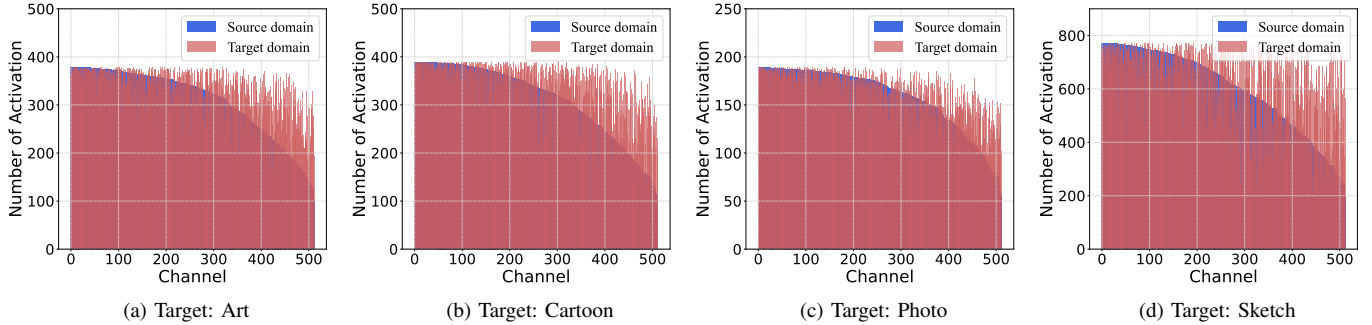 500
400
300
200
100
0
Number of Activation
Source domain
Target domain
0 100 200 300 400 500
Channel
(a) Target: Art
500
400
300
200
100
0
Number of Activation
Source domain
Target domain
0 100 200 300 400 500
Channel
(b) Target: Cartoon
250
200
150
100
50
0
Number of Activation
Source domain
Target domain
0 100 200 300 400 500
Channel
(c) Target: Photo
800
600
400
200
0
Number of Activation
Source domain
Target domain
0 100 200 300 400 500
Channel
(d) Target: Sketch